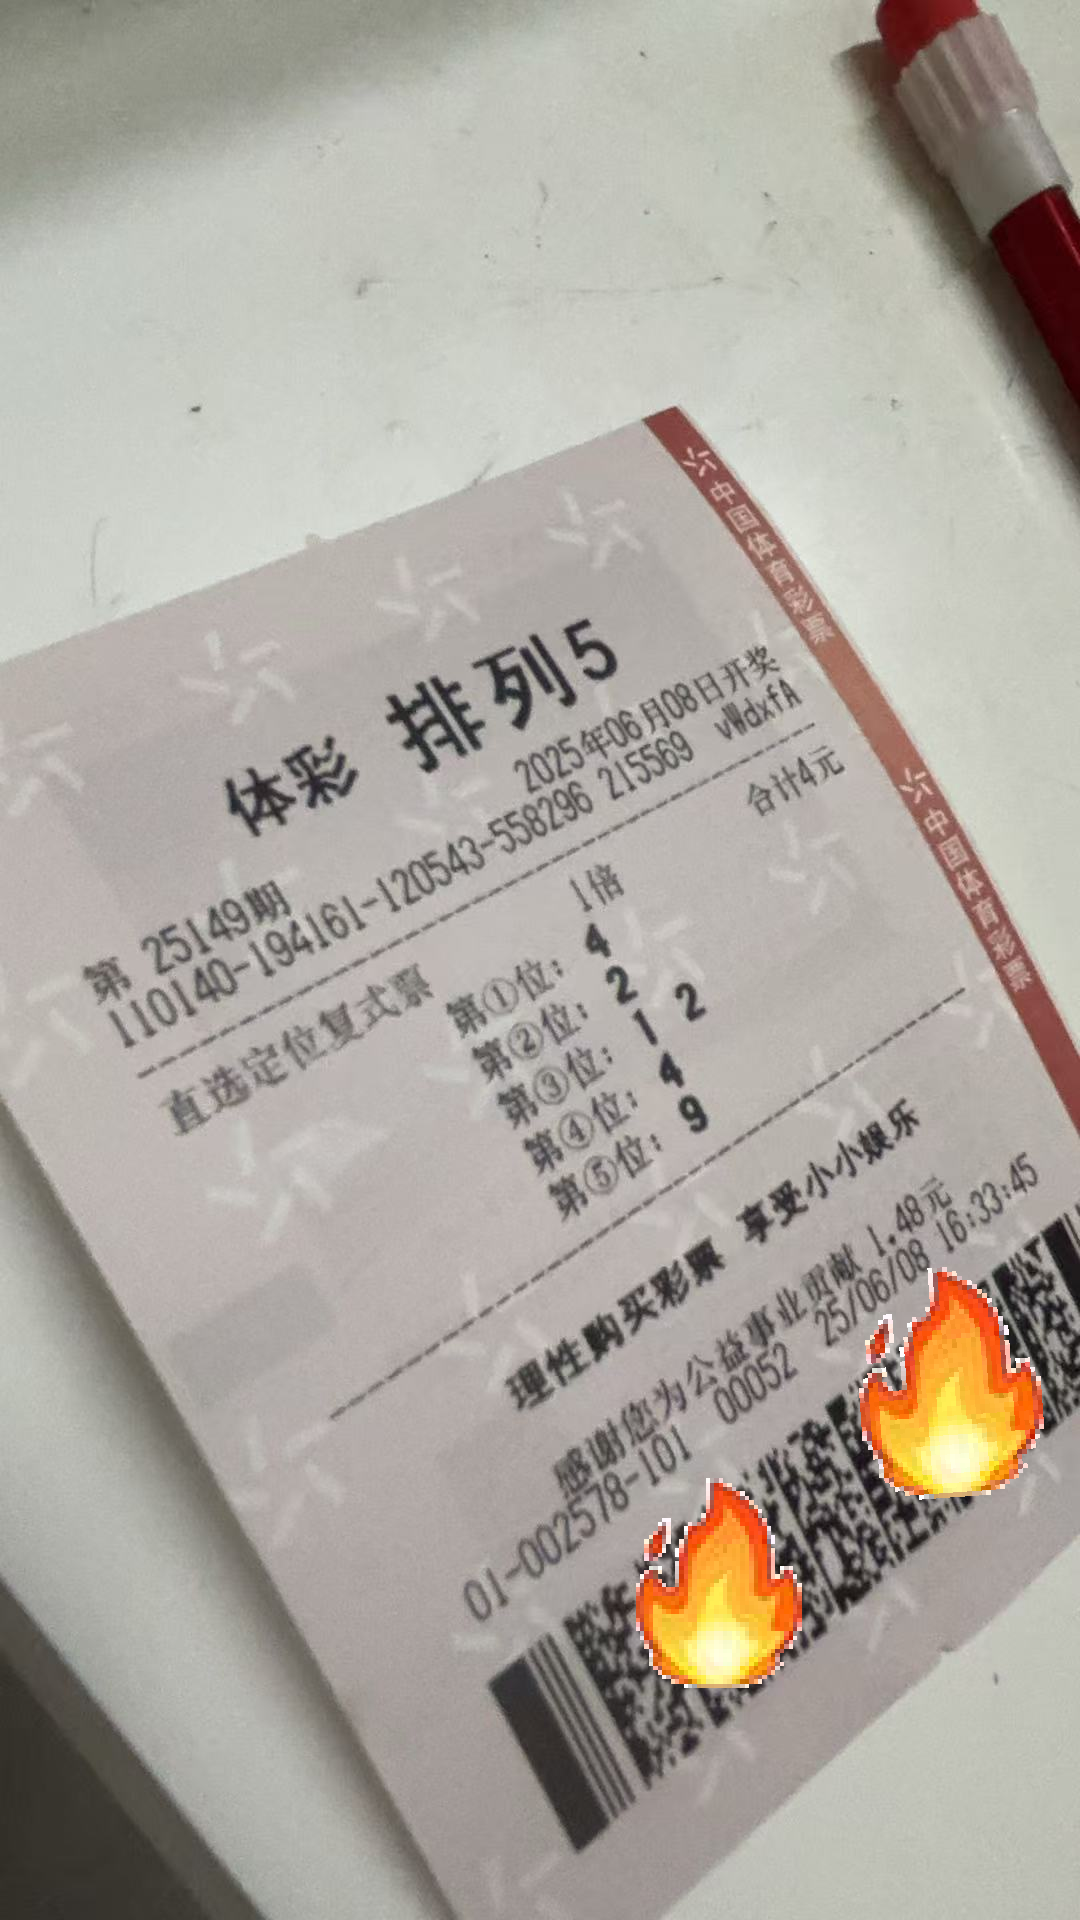 体彩 排列5
第 25149期 2025年06月08日开奖
110140-194161-120543-558296 215569 vWdxfA
直选定位复式票 1倍 合计4元
第①位: 4
第②位: 2
第③位: 1 2
第④位: 4
第⑤位: 9
理性购买彩票 享受小小娱乐
感谢您为公益事业贡献 1.48元
01-002578-101 00052 25/06/08 16:33:45
中国体育彩票
中国体育彩票